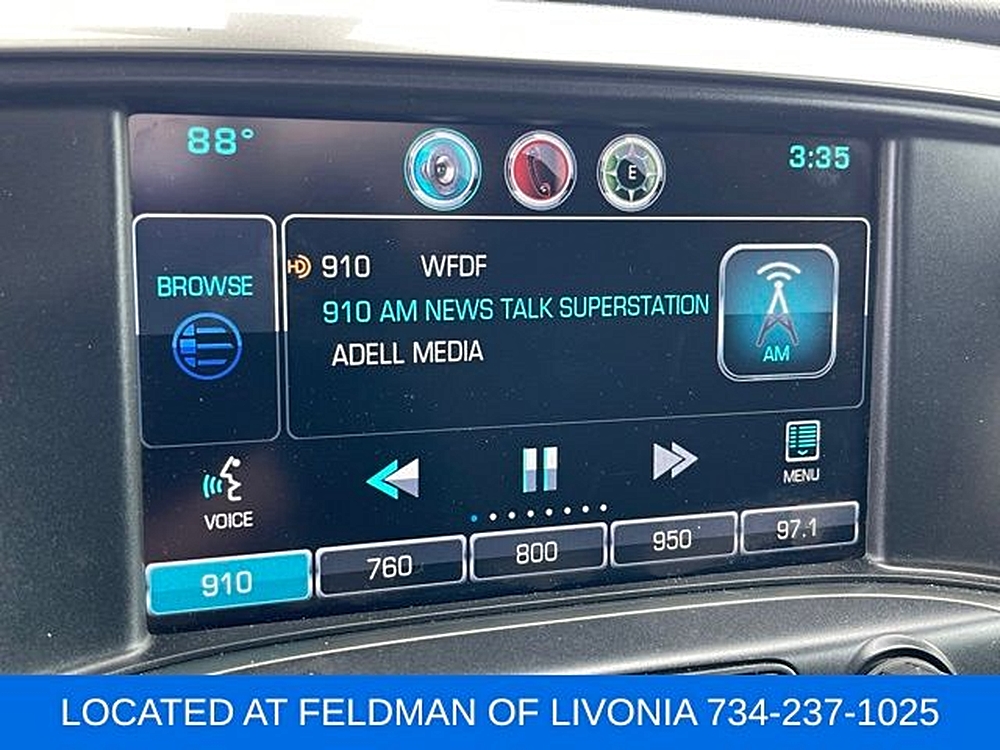 88°
E
3:35
BROWSE
HD 910 WFDF
910 AM NEWS TALK SUPERSTATION
ADELL MEDIA
AM
VOICE
MENU
910 760 800 950 97.1
LOCATED AT FELDMAN OF LIVONIA 734-237-1025